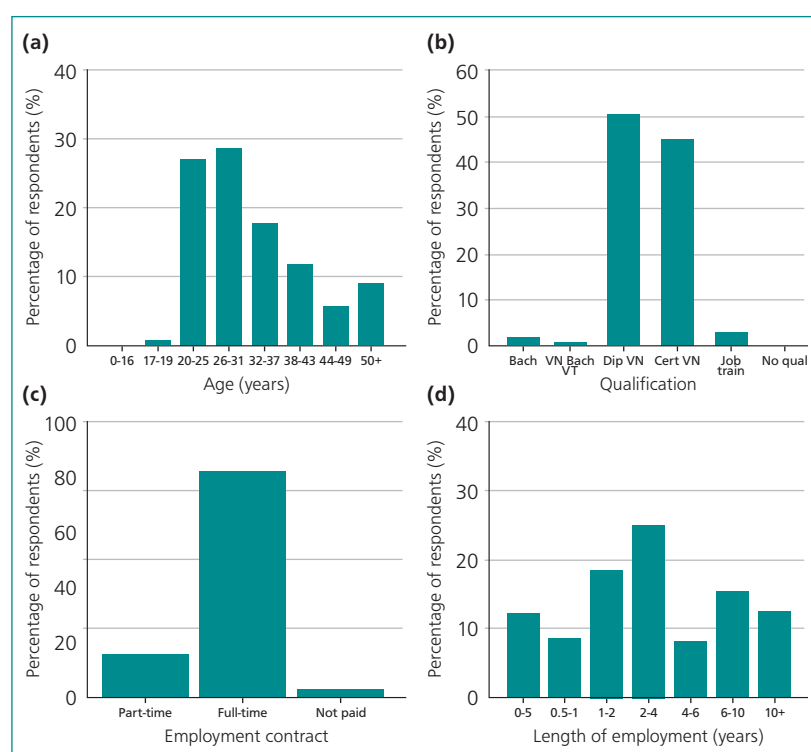 (a)
Percentage of respondents (%)
40
30
20
10
0
0-16 17-19 20-25 26-31 32-37 38-43 44-49 50+
Age (years)
(b)
Percentage of respondents (%)
60
50
40
30
20
10
0
Bach VN Bach Dip VN Cert VN Job No qual
VT train
Qualification
(c)
Percentage of respondents (%)
100
80
60
40
20
0
Part-time Full-time Not paid
Employment contract
(d)
Percentage of respondents (%)
40
30
20
10
0
0-5 0.5-1 1-2 2-4 4-6 6-10 10+
Length of employment (years)